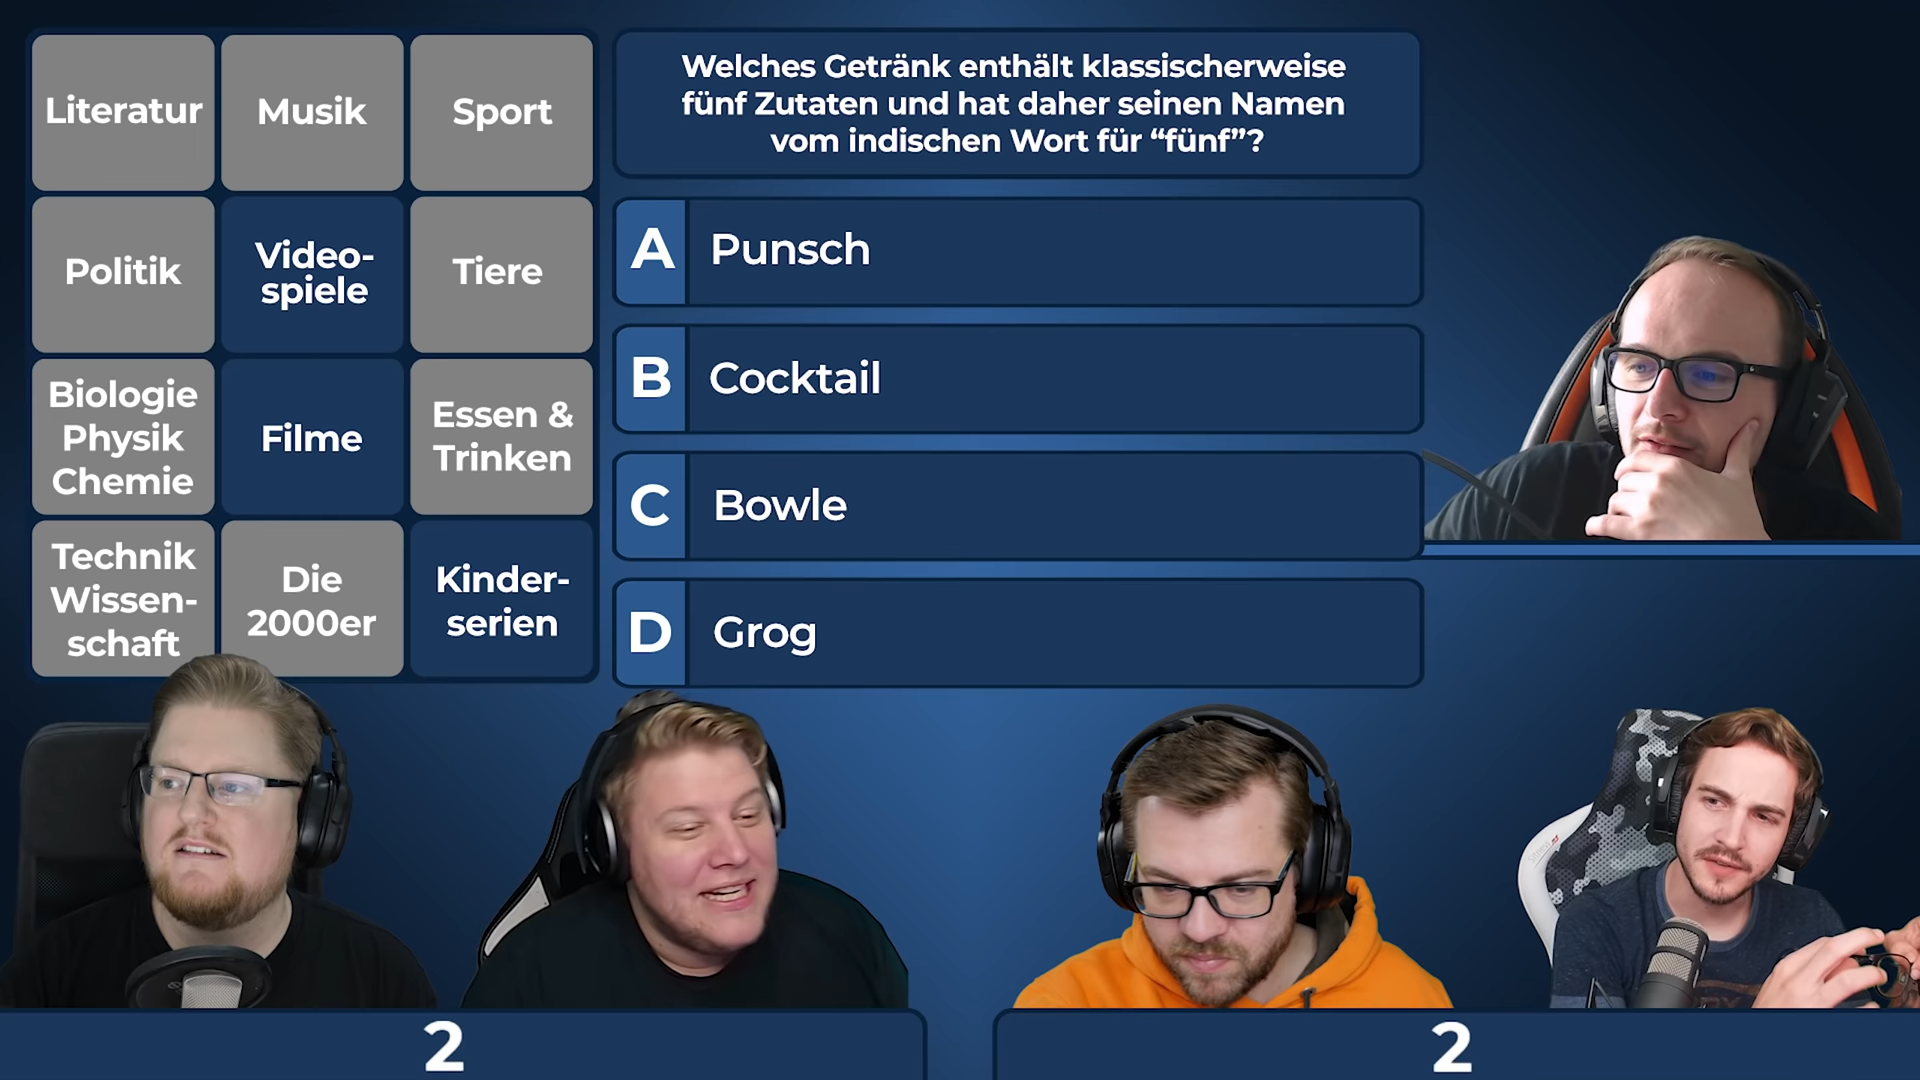 Literatur
Musik
Sport
Politik
Video-
spiele
Tiere
Biologie
Physik
Chemie
Filme
Essen &
Trinken
Technik
Wissen-
schaft
Die
2000er
Kinder-
serien
Welches Getränk enthält klassischerweise
fünf Zutaten und hat daher seinen Namen
vom indischen Wort für “fünf”?
A Punsch
B Cocktail
C Bowle
D Grog
2
2